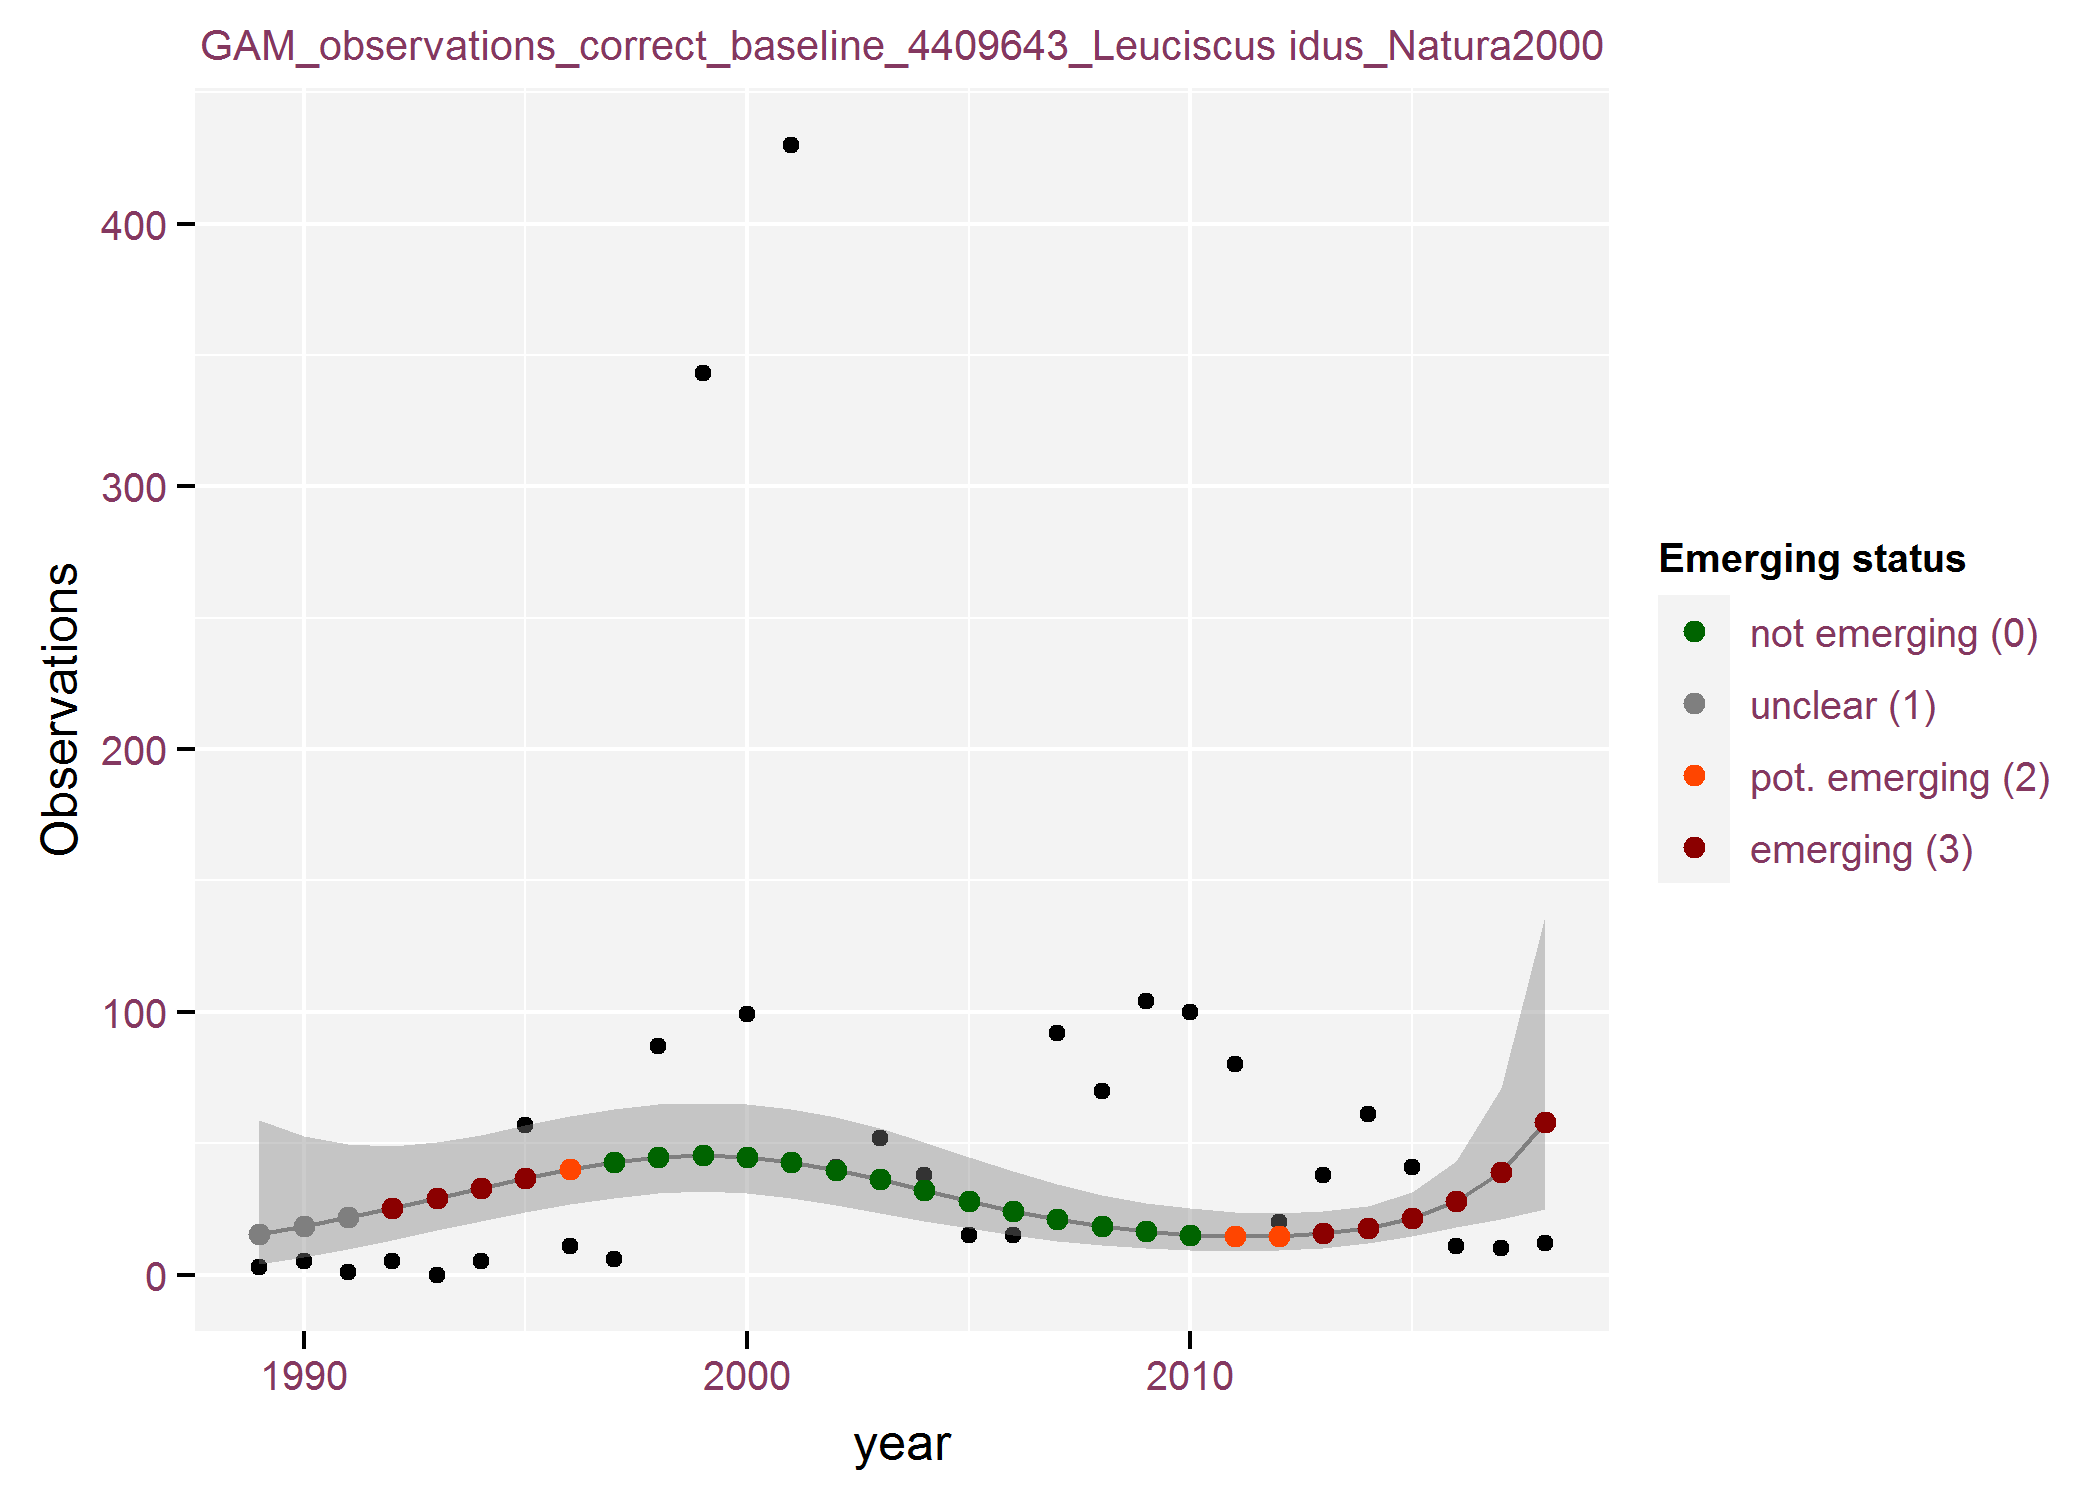 GAM_observations_correct_baseline_4409643_Leuciscus idus_Natura2000
Observations
400
300
200
100
0
1990
2000
2010
year
Emerging status
not emerging (0)
unclear (1)
pot. emerging (2)
emerging (3)